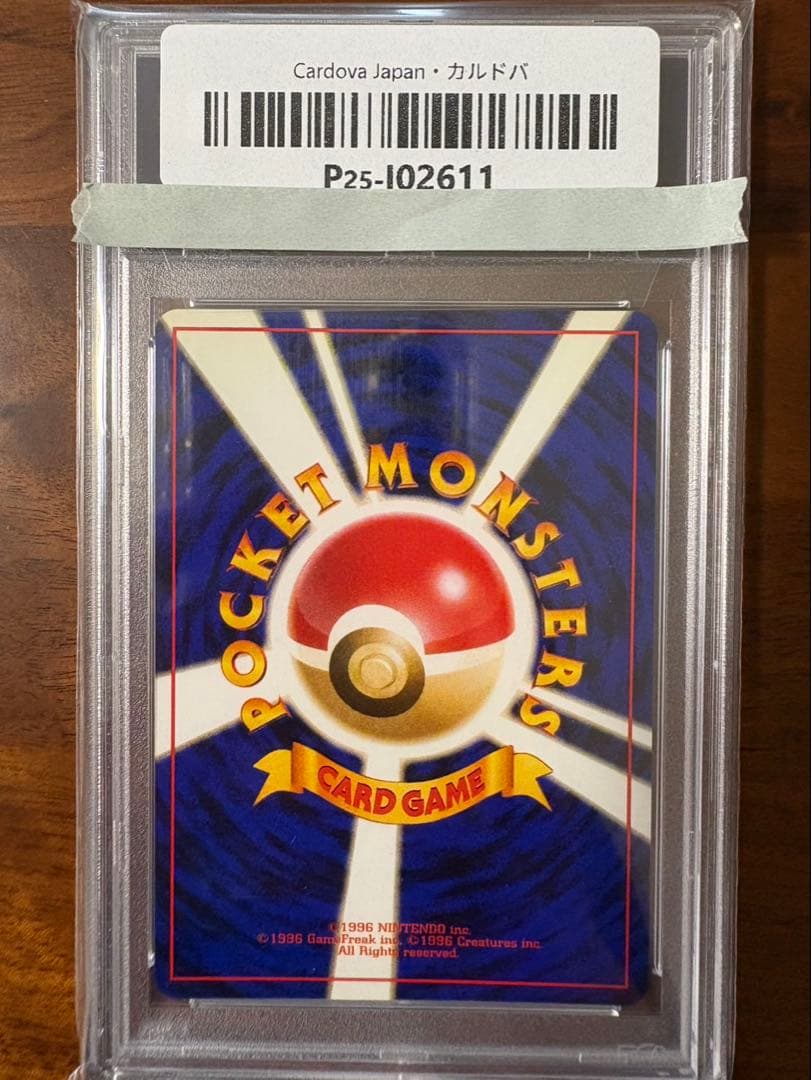 Cardova Japan・カルドバ
P25-I02611
POCKET MONSTERS
CARD GAME
©1996 NINTENDO inc.
©1996 GameFreak inc. ©1996 Creatures inc.
All Rights reserved.